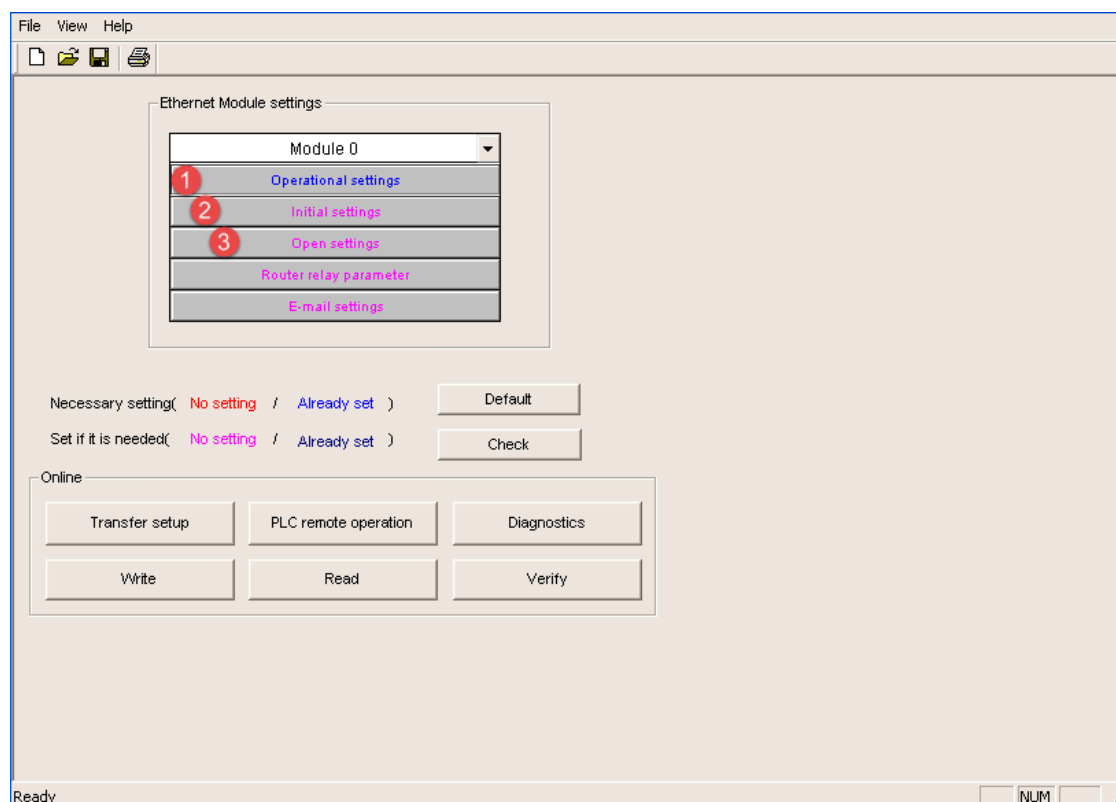 File View Help
Ethernet Module settings
Module 0
1 Operational settings
2 Initial settings
3 Open settings
Router relay parameter
E-mail settings
Necessary setting( No setting / Already set ) Default
Set if it is needed( No setting / Already set ) Check
Online
Transfer setup PLC remote operation Diagnostics
Write Read Verify
Ready NUM